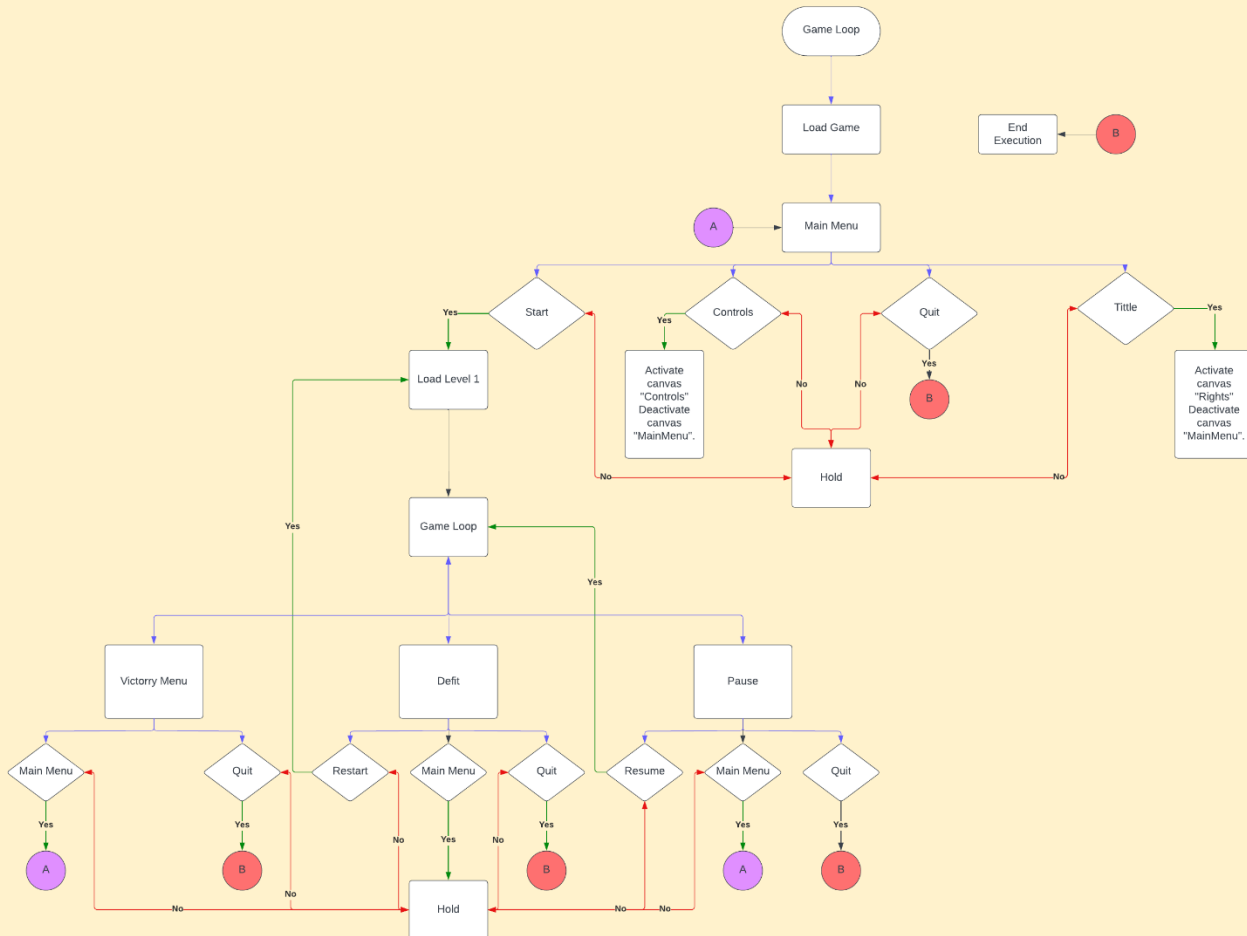 Game Loop
Load Game
End
Execution
B
A
Main Menu
Start
Controls
Quit
Tittle
Yes
Yes
Yes
Yes
Load Level 1
Activate
canvas
"Controls"
Deactivate
canvas
"MainMenu".
No
No
B
Activate
canvas
"Rights"
Deactivate
canvas
"MainMenu".
No
Hold
No
Game Loop
Yes
Yes
Victorry Menu
Defit
Pause
Main Menu
Quit
Restart
Main Menu
Quit
Resume
Main Menu
Quit
Yes
Yes
No
Yes
No
Yes
Yes
Yes
A
B
B
A
B
No
No
Hold
No
No